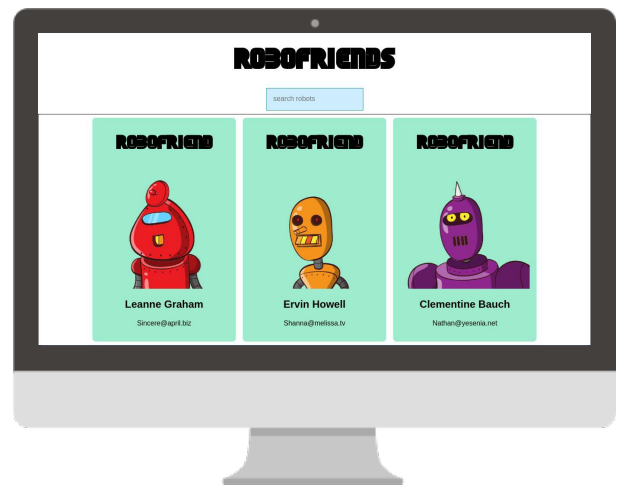 ROBOFRIENDS
search robots
ROBOFRIEND
ROBOFRIEND
ROBOFRIEND
Leanne Graham
Ervin Howell
Clementine Bauch
Sincere@april.biz
Shanna@melissa.tv
Nathan@yesenia.net